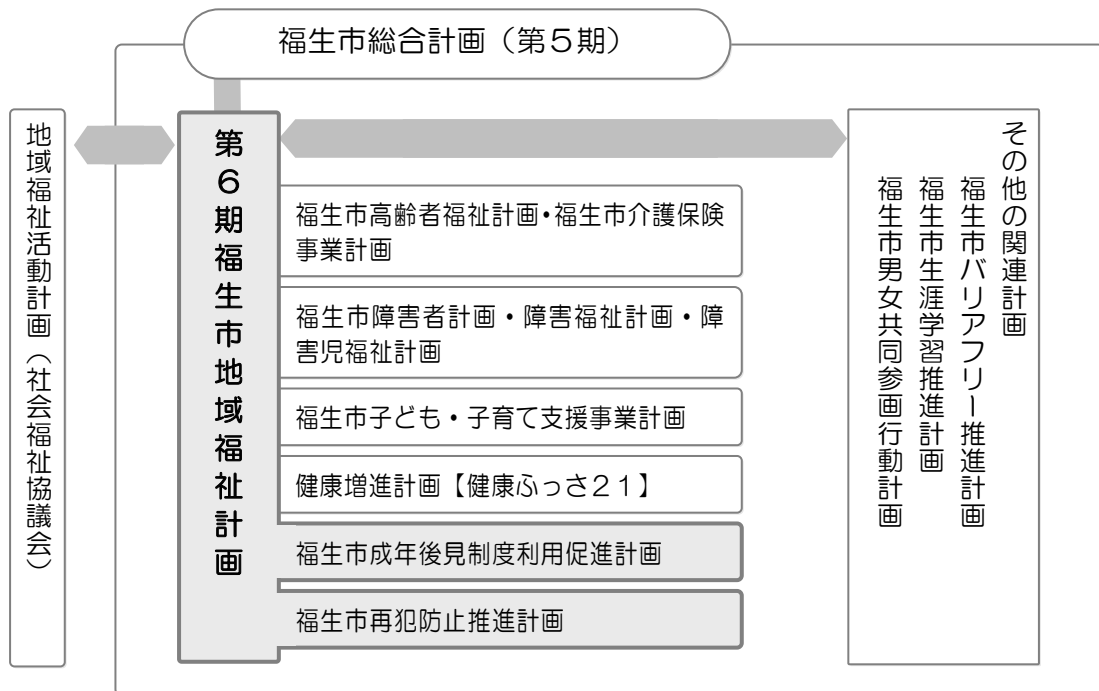 福生市総合計画（第５期）
地域福祉活動計画（社会福祉協議会）
第６期福生市地域福祉計画
福生市高齢者福祉計画・福生市介護保険
事業計画
福生市障害者計画・障害福祉計画・障
害児福祉計画
福生市子ども・子育て支援事業計画
健康増進計画【健康ふっさ２１】
福生市成年後見制度利用促進計画
福生市再犯防止推進計画
その他の関連計画
福生市バリアフリー推進計画
福生市生涯学習推進計画
福生市男女共同参画行動計画